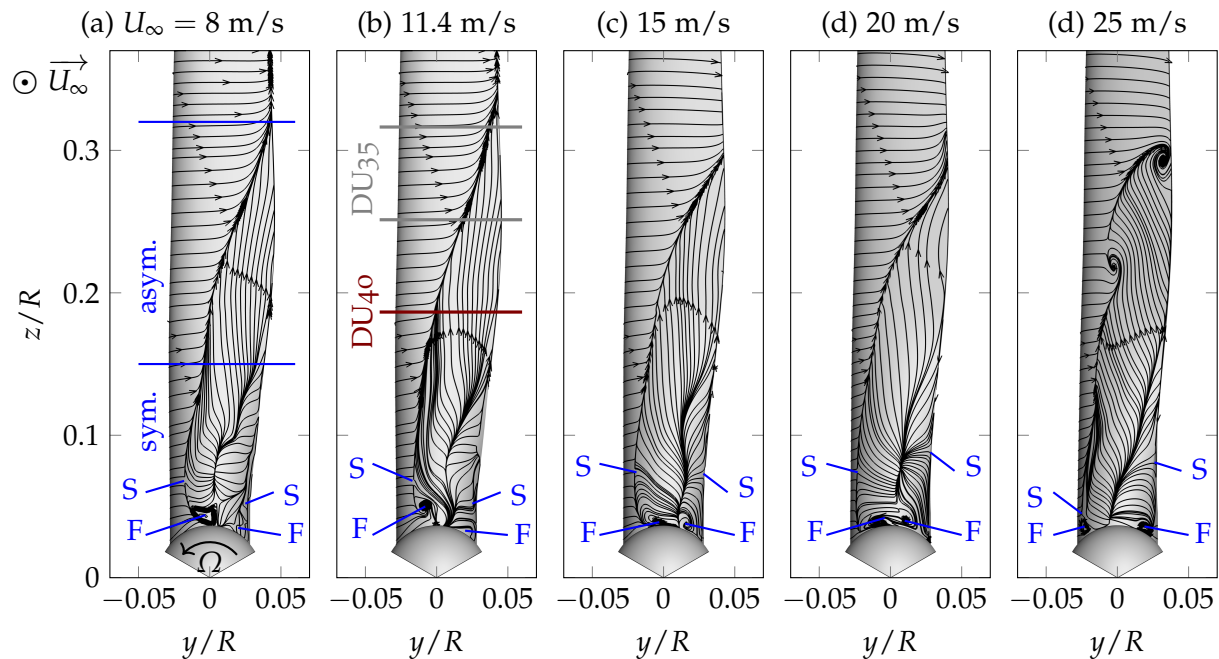 (a) U∞ = 8 m/s
(b) 11.4 m/s
(c) 15 m/s
(d) 20 m/s
(d) 25 m/s
⊙ U∞
0.3
0.2
0.1
0
z/R
asym.
sym.
DU35
DU40
S
S
F
F
Ω
S
S
F
F
S
S
F
F
S
S
F
F
S
S
F
F
−0.05 0 0.05
−0.05 0 0.05
−0.05 0 0.05
−0.05 0 0.05
−0.05 0 0.05
y/R
y/R
y/R
y/R
y/R